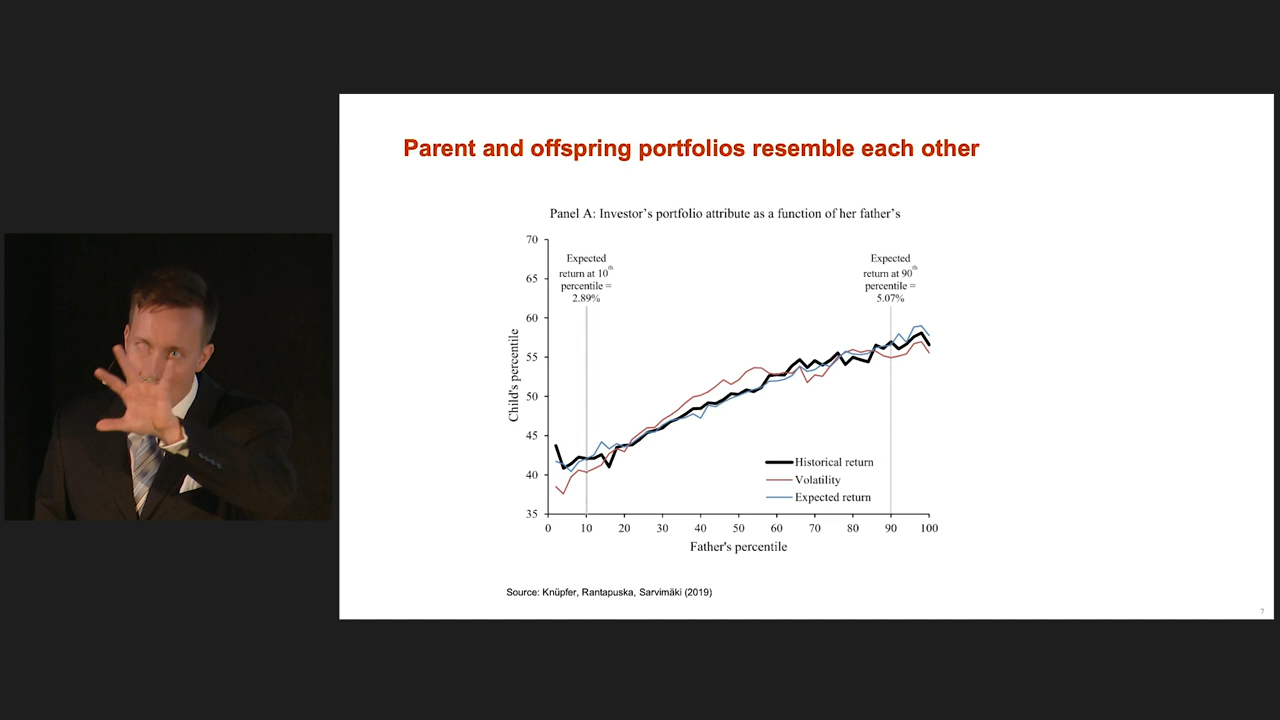 Parent and offspring portfolios resemble each other
Panel A: Investor's portfolio attribute as a function of her father's
Expected
return at 10th
percentile =
2.89%
Expected
return at 90th
percentile =
5.07%
Child's percentile
70
65
60
55
50
45
40
35
Historical return
Volatility
Expected return
0 10 20 30 40 50 60 70 80 90 100
Father's percentile
Source: Knüpfer, Rantapuska, Sarvimäki (2019)
7